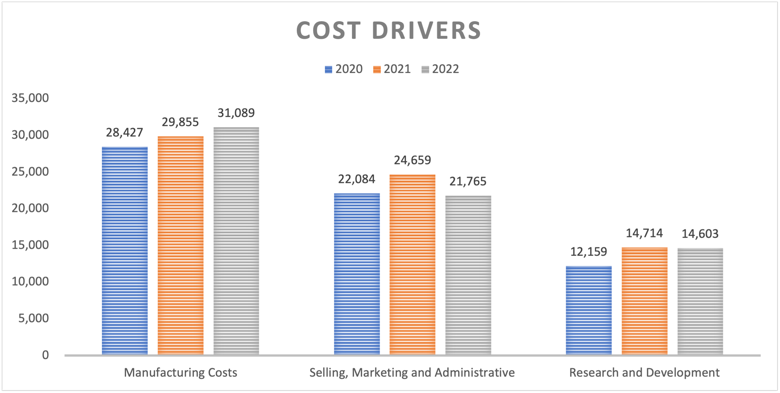 COST DRIVERS
2020 2021 2022
35,000
30,000
25,000
20,000
15,000
10,000
5,000
0
28,427 29,855 31,089
22,084 24,659 21,765
12,159 14,714 14,603
Manufacturing Costs Selling, Marketing and Administrative Research and Development